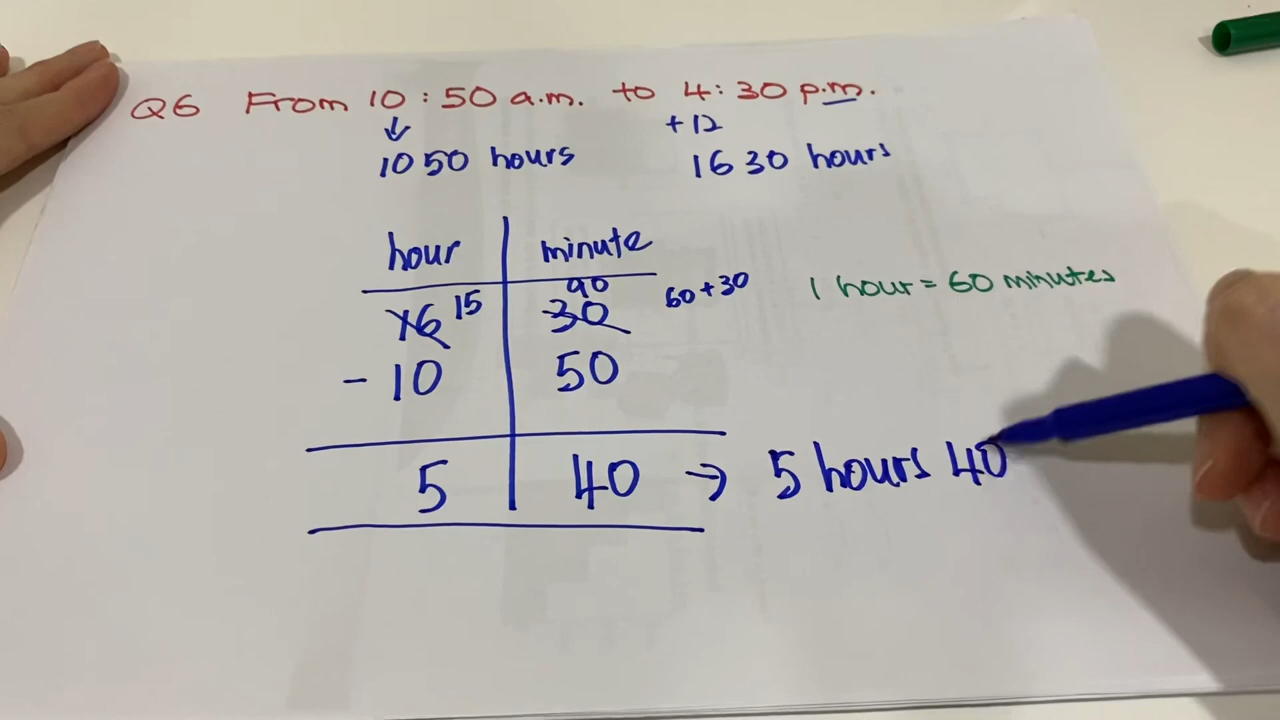 Q6 From 10:50 a.m. to 4:30 p.m.
↓ +12
1050 hours 1630 hours
hour minute
90
16 15 30 60+30 1 hour = 60 minutes
- 10 50
5 40 → 5 hours 40